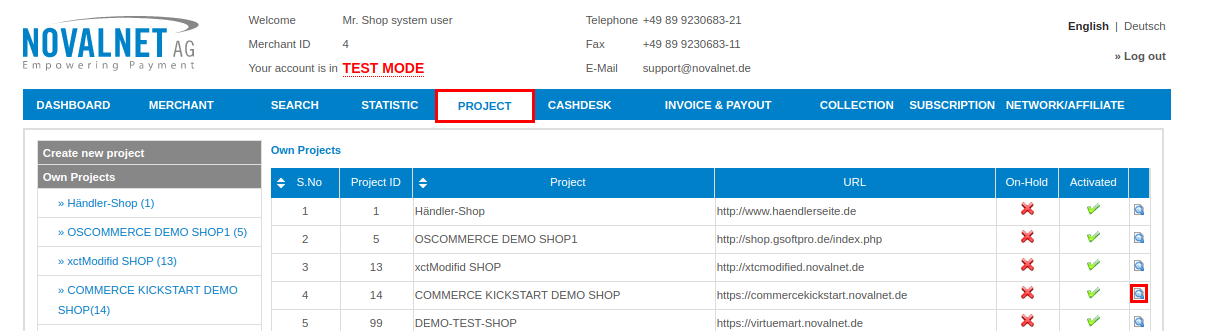 NOVALNET AG
Empowering Payment
Welcome Mr. Shop system user
Merchant ID 4
Your account is in TEST MODE
Telephone +49 89 9230683-21
Fax +49 89 9230683-11
E-Mail support@novalnet.de
English | Deutsch
» Log out
DASHBOARD MERCHANT SEARCH STATISTIC PROJECT CASHDESK INVOICE & PAYOUT COLLECTION SUBSCRIPTION NETWORK/AFFILIATE
Create new project
Own Projects
» Händler-Shop (1)
» OSCOMMERCE DEMO SHOP1 (5)
» xctModified SHOP (13)
» COMMERCE KICKSTART DEMO
SHOP(14)
Own Projects
S.No Project ID Project URL On-Hold Activated
1 1 Händler-Shop http://www.haendlerseite.de
2 5 OSCOMMERCE DEMO SHOP1 http://shop.gsoftpro.de/index.php
3 13 xctModifid SHOP http://xtcmodified.novalnet.de
4 14 COMMERCE KICKSTART DEMO SHOP https://commercekickstart.novalnet.de
5 99 DEMO-TEST-SHOP https://virtuemart.novalnet.de